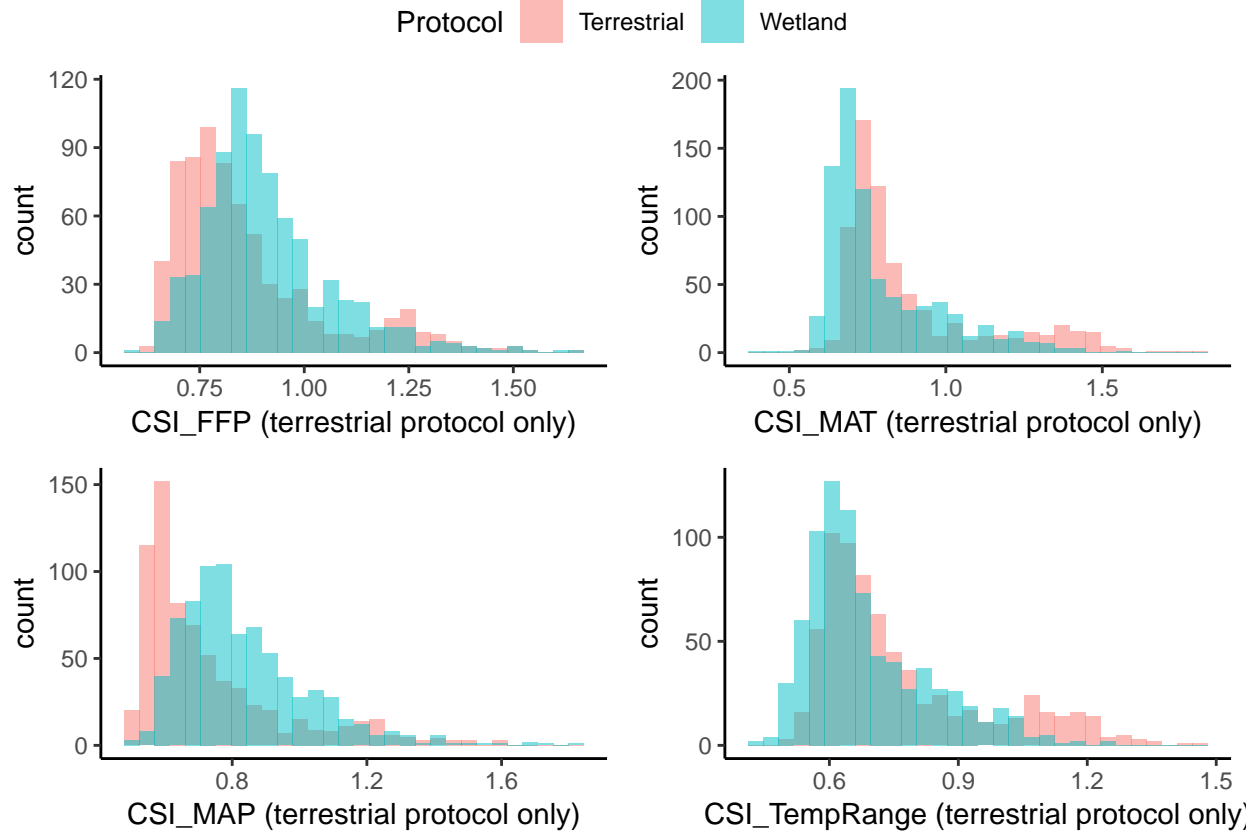 Protocol Terrestrial Wetland
120
90
60
30
0
count
0.75 1.00 1.25 1.50
CSI_FFP (terrestrial protocol only)
200
150
100
50
0
count
0.5 1.0 1.5
CSI_MAT (terrestrial protocol only)
150
100
50
0
count
0.8 1.2 1.6
CSI_MAP (terrestrial protocol only)
100
50
0
count
0.6 0.9 1.2 1.5
CSI_TempRange (terrestrial protocol only)